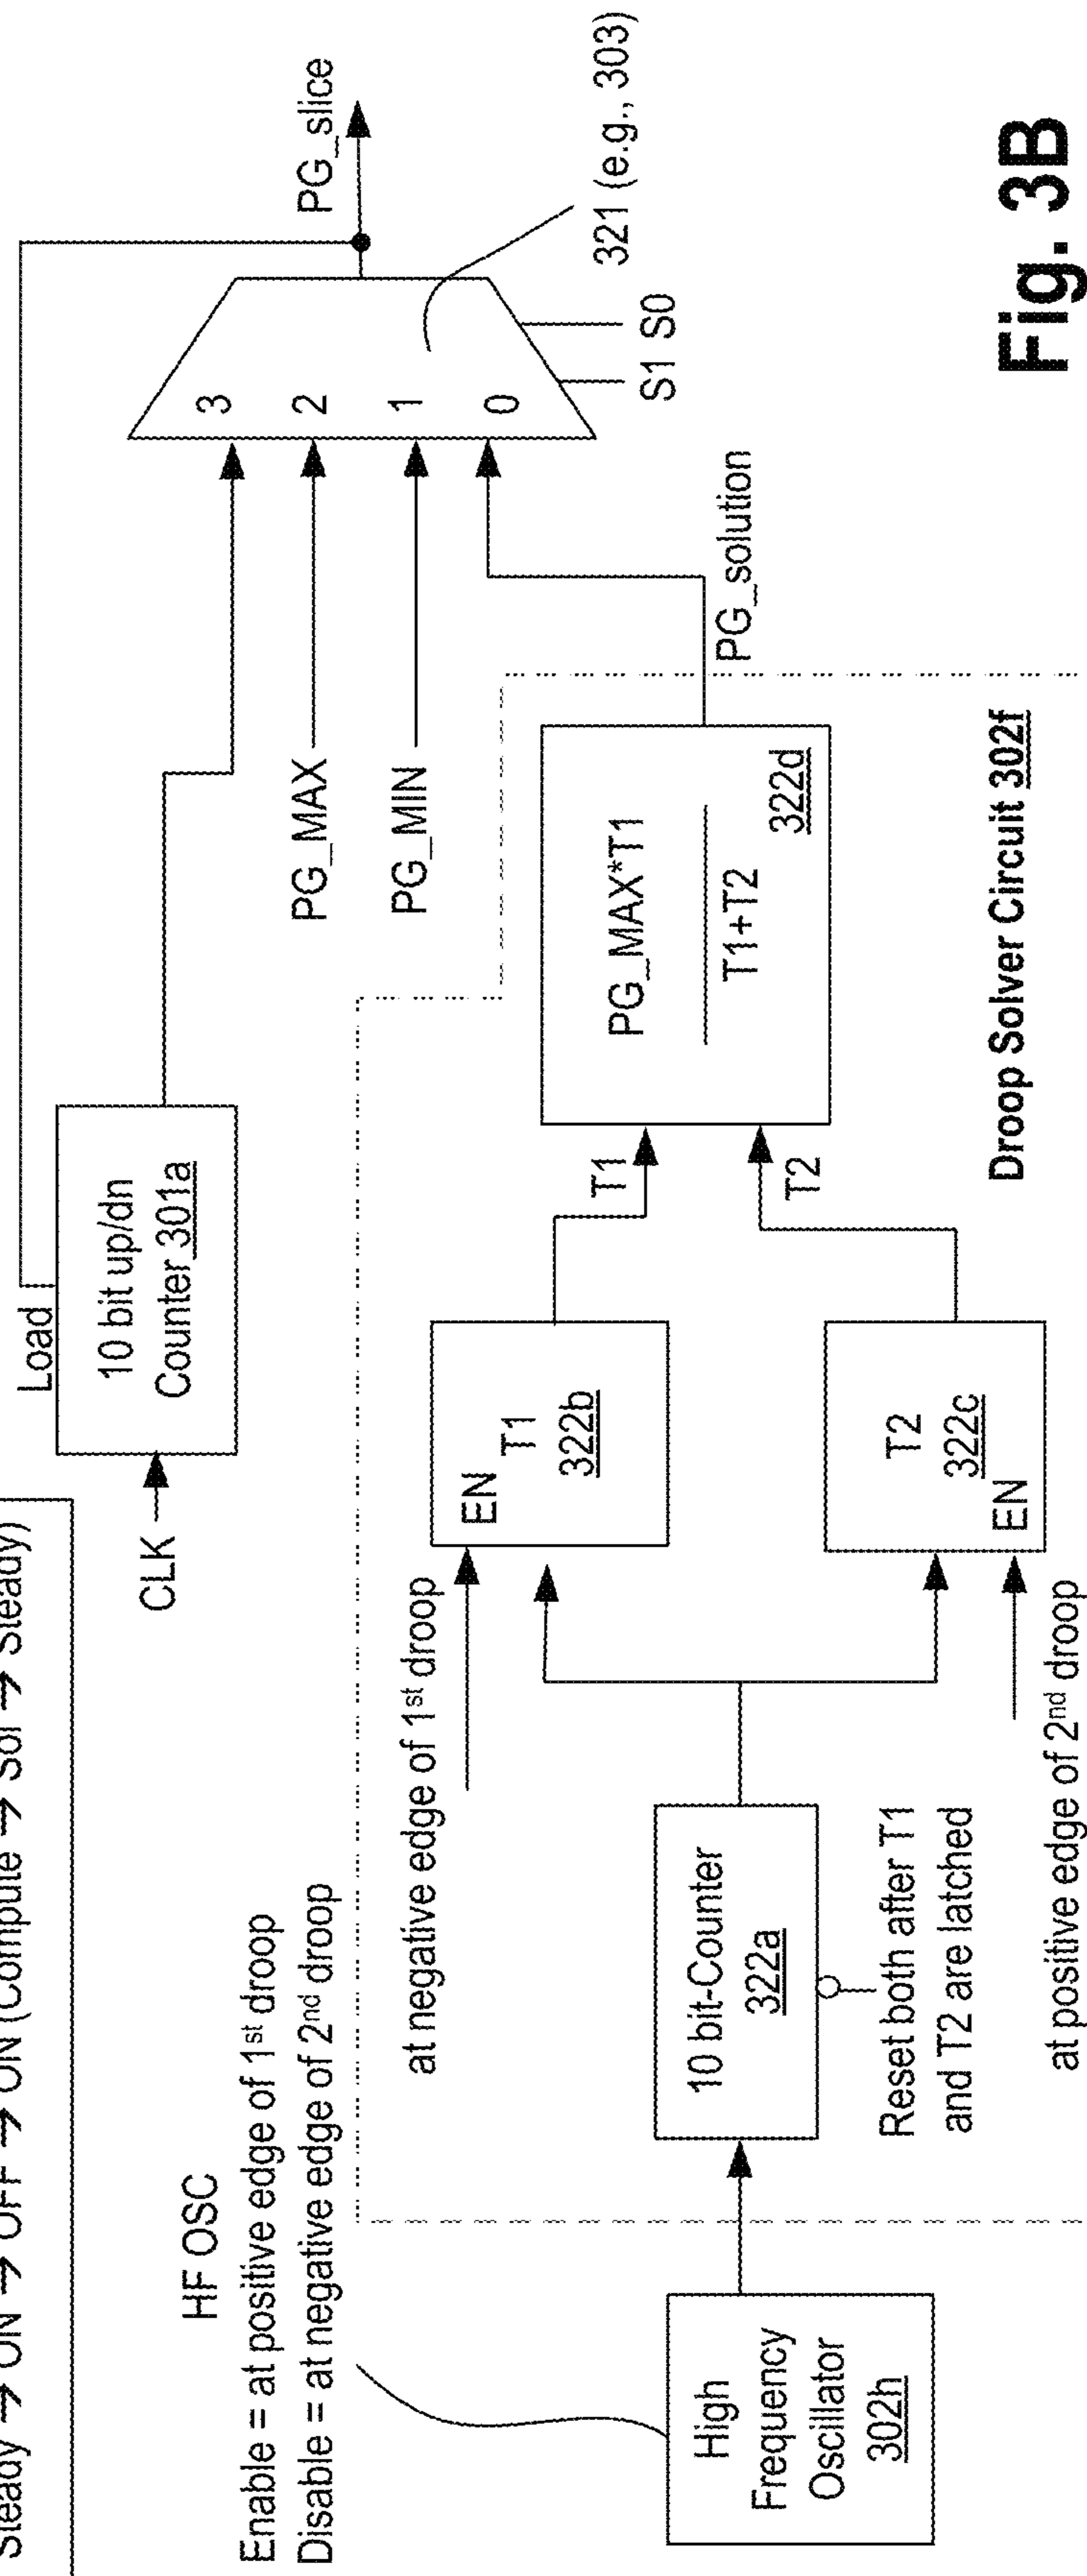 Steady → ON → OFF → ON (Compute → Sol → Steady)
HF OSC
Enable = at positive edge of 1st droop
Disable = at negative edge of 2nd droop
High
Frequency
Oscillator
302h
10 bit-Counter
322a
Reset both after T1
and T2 are latched
at negative edge of 1st droop
EN
T1
322b
T2
322c
EN
at positive edge of 2nd droop
T1
T2
PG_MAX*T1
T1+T2
322d
Droop Solver Circuit 302f
PG_solution
CLK
Load
10 bit up/dn
Counter 301a
PG_MAX
PG_MIN
3
2
1
0
S1 S0
321 (e.g., 303)
PG_slice
Fig. 3B